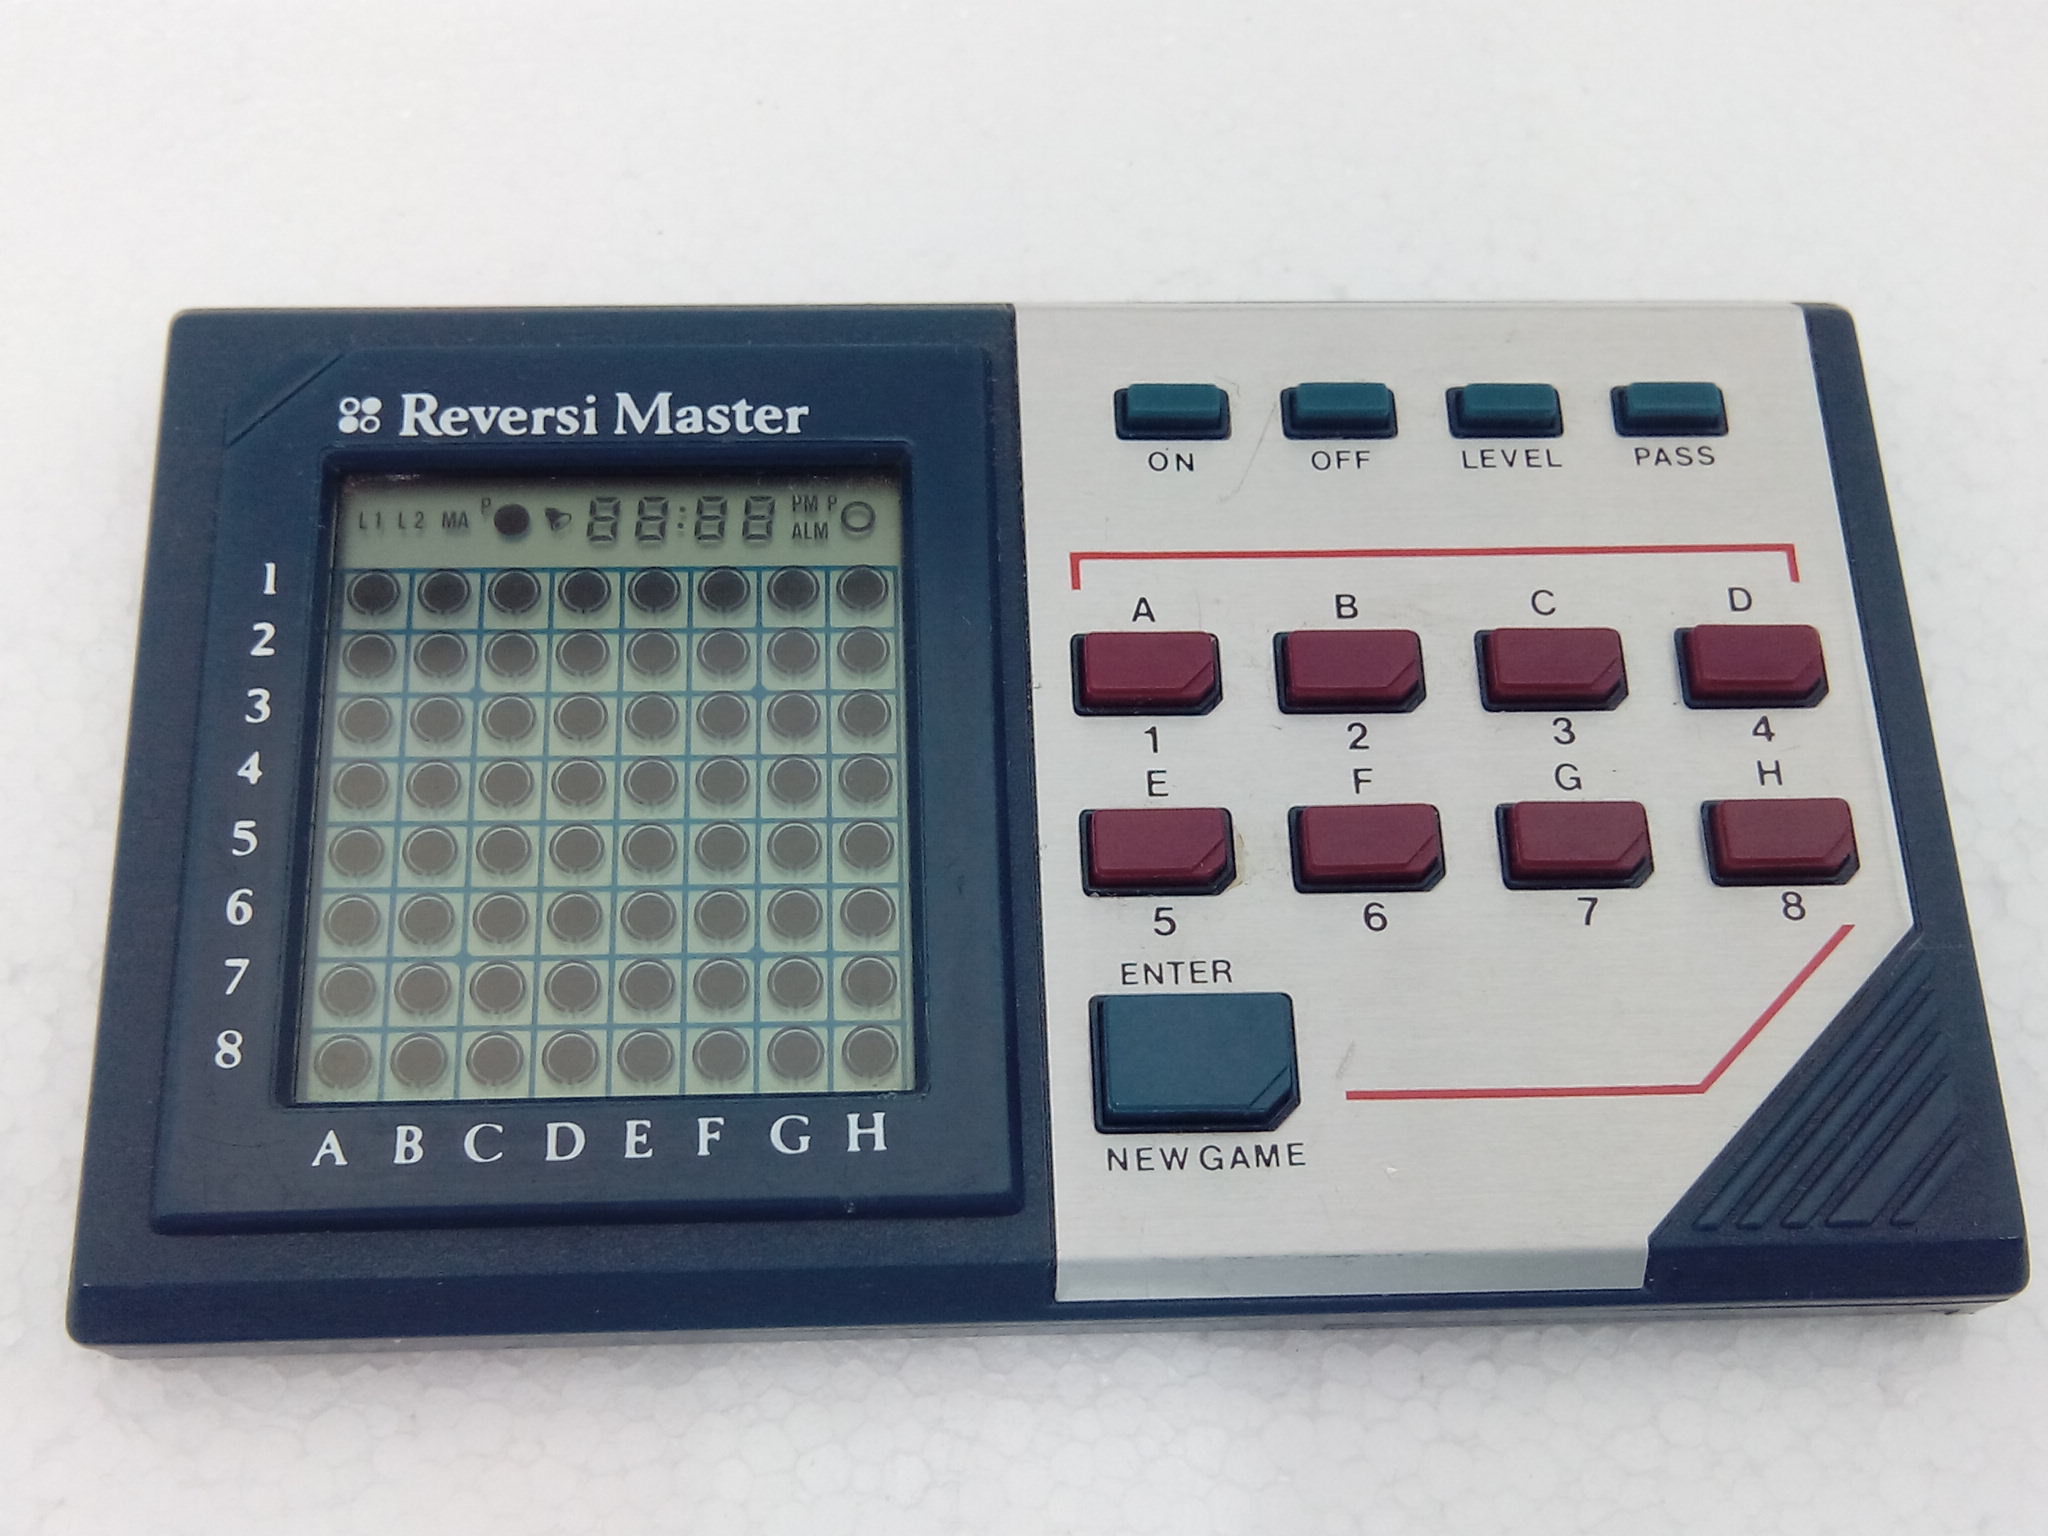 Reversi Master
L1 L2 MA P 88:88 PM P
ALM
1
2
3
4
5
6
7
8
A B C D E F G H
ON OFF LEVEL PASS
A B C D
1 2 3 4
E F G H
5 6 7 8
ENTER
NEW GAME